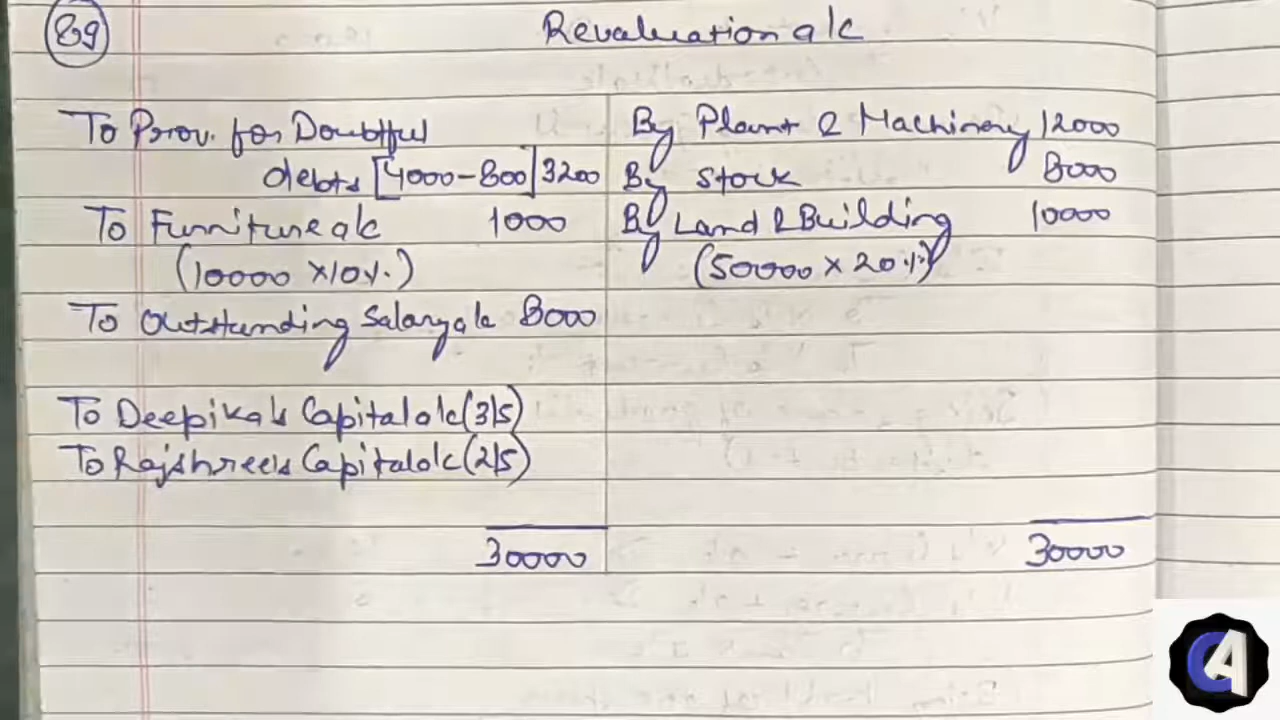 89
Revaluation a/c
To Prov. for Doubtful
debts [4000-800] 3200
To Furniture a/c 1000
(10000 x 10%.)
To Outstanding Salary a/c 8000
To Deepika's Capital a/c (3/5)
To Rajshree's Capital a/c (2/5)
30000
By Plant & Machinery 12000
By Stock 8000
By Land & Building 10000
(50000 x 20%)
30000
CA